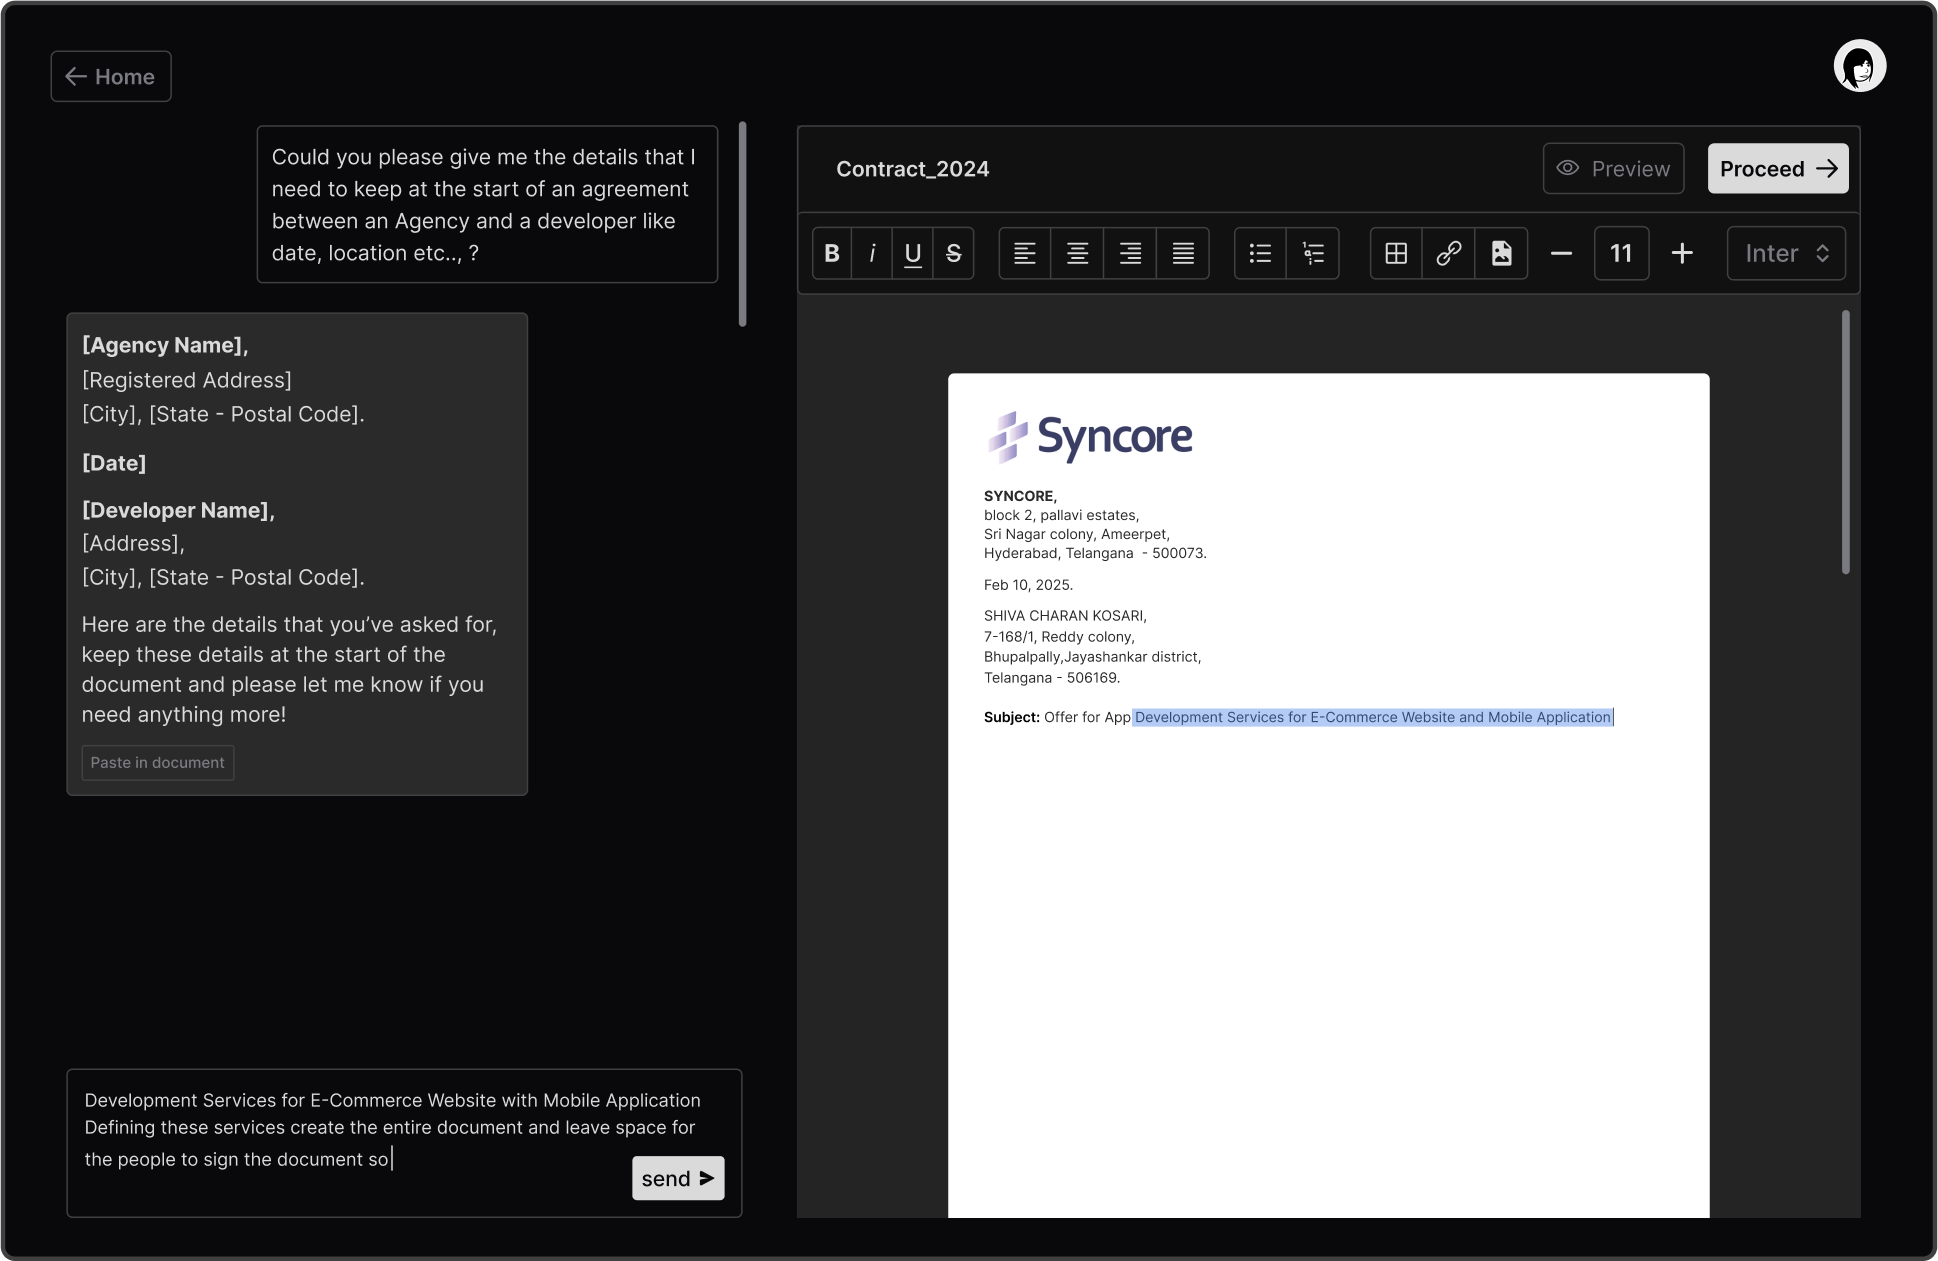 Home
Could you please give me the details that I
need to keep at the start of an agreement
between an Agency and a developer like
date, location etc.., ?
[Agency Name],
[Registered Address]
[City], [State - Postal Code].
[Date]
[Developer Name],
[Address],
[City], [State - Postal Code].
Here are the details that you’ve asked for,
keep these details at the start of the
document and please let me know if you
need anything more!
Paste in document
Development Services for E-Commerce Website with Mobile Application
Defining these services create the entire document and leave space for
the people to sign the document so
send
Contract_2024
Preview
Proceed
B i U S
11
Inter
Syncore
SYNCORE,
block 2, pallavi estates,
Sri Nagar colony, Ameerpet,
Hyderabad, Telangana - 500073.
Feb 10, 2025.
SHIVA CHARAN KOSARI,
7-168/1, Reddy colony,
Bhupalpally,Jayashankar district,
Telangana - 506169.
Subject: Offer for App Development Services for E-Commerce Website and Mobile Application